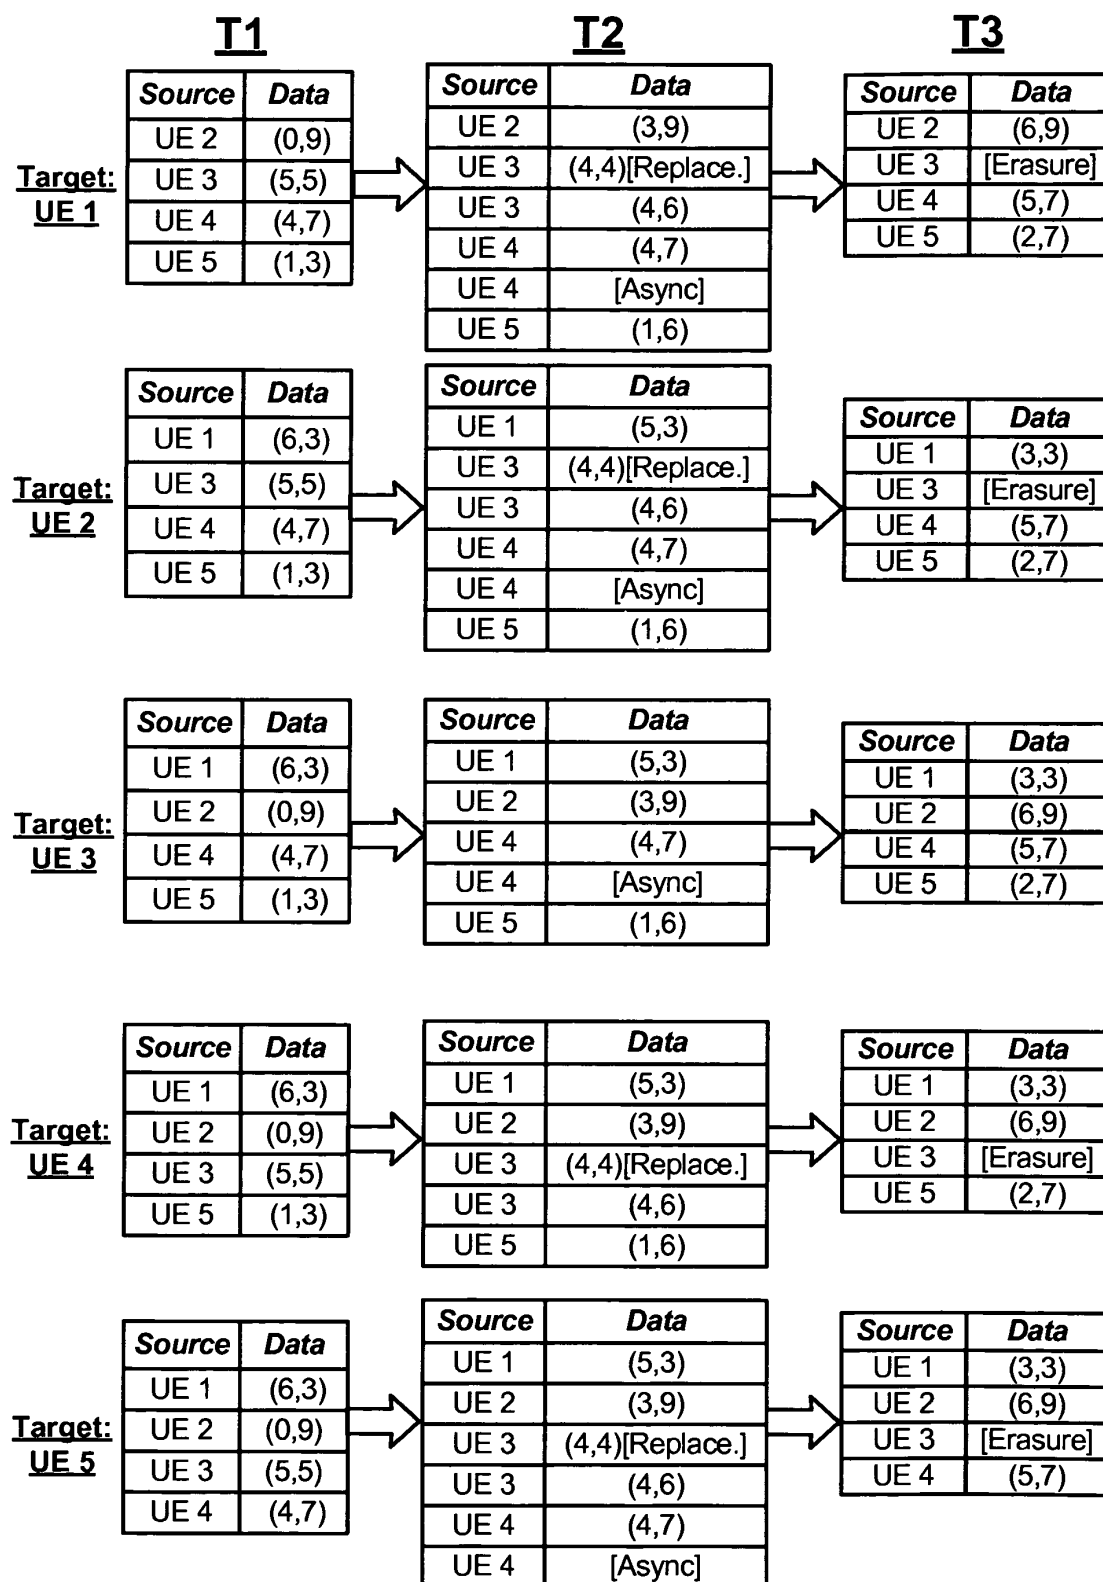 T1 T2 T3
Target: UE 1
Source Data
UE 2 (0,9)
UE 3 (5,5)
UE 4 (4,7)
UE 5 (1,3)
Source Data
UE 2 (3,9)
UE 3 (4,4)[Replace.]
UE 3 (4,6)
UE 4 (4,7)
UE 4 [Async]
UE 5 (1,6)
Source Data
UE 2 (6,9)
UE 3 [Erasure]
UE 4 (5,7)
UE 5 (2,7)
Target: UE 2
Source Data
UE 1 (6,3)
UE 3 (5,5)
UE 4 (4,7)
UE 5 (1,3)
Source Data
UE 1 (5,3)
UE 3 (4,4)[Replace.]
UE 3 (4,6)
UE 4 (4,7)
UE 4 [Async]
UE 5 (1,6)
Source Data
UE 1 (3,3)
UE 3 [Erasure]
UE 4 (5,7)
UE 5 (2,7)
Target: UE 3
Source Data
UE 1 (6,3)
UE 2 (0,9)
UE 4 (4,7)
UE 5 (1,3)
Source Data
UE 1 (5,3)
UE 2 (3,9)
UE 4 (4,7)
UE 4 [Async]
UE 5 (1,6)
Source Data
UE 1 (3,3)
UE 2 (6,9)
UE 4 (5,7)
UE 5 (2,7)
Target: UE 4
Source Data
UE 1 (6,3)
UE 2 (0,9)
UE 3 (5,5)
UE 5 (1,3)
Source Data
UE 1 (5,3)
UE 2 (3,9)
UE 3 (4,4)[Replace.]
UE 3 (4,6)
UE 5 (1,6)
Source Data
UE 1 (3,3)
UE 2 (6,9)
UE 3 [Erasure]
UE 5 (2,7)
Target: UE 5
Source Data
UE 1 (6,3)
UE 2 (0,9)
UE 3 (5,5)
UE 4 (4,7)
Source Data
UE 1 (5,3)
UE 2 (3,9)
UE 3 (4,4)[Replace.]
UE 3 (4,6)
UE 4 (4,7)
UE 4 [Async]
Source Data
UE 1 (3,3)
UE 2 (6,9)
UE 3 [Erasure]
UE 4 (5,7)